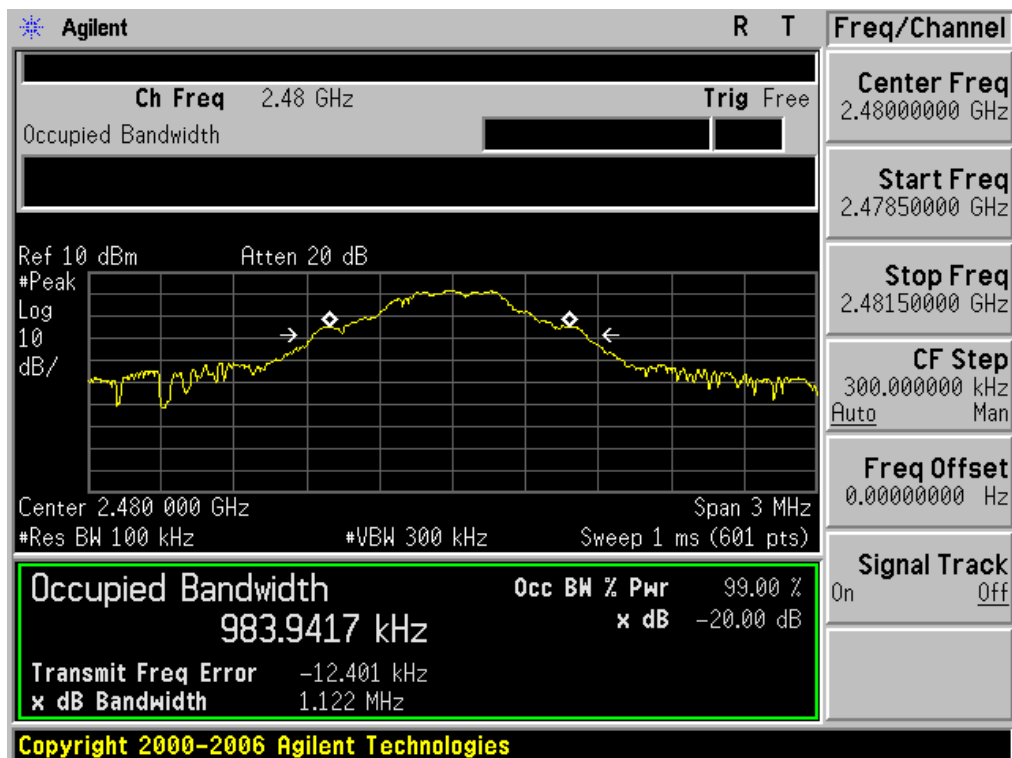 Agilent R T
Freq/Channel
Ch Freq 2.48 GHz Trig Free
Occupied Bandwidth
Center Freq
2.48000000 GHz
Start Freq
2.47850000 GHz
Stop Freq
2.48150000 GHz
CF Step
300.000000 kHz
Auto Man
Freq Offset
0.00000000 Hz
Signal Track
On Off
Ref 10 dBm Atten 20 dB
#Peak
Log
10
dB/
Center 2.480 000 GHz Span 3 MHz
#Res BW 100 kHz #VBW 300 kHz Sweep 1 ms (601 pts)
Occupied Bandwidth
983.9417 kHz
Occ BW % Pwr 99.00 %
x dB -20.00 dB
Transmit Freq Error -12.401 kHz
x dB Bandwidth 1.122 MHz
Copyright 2000-2006 Agilent Technologies